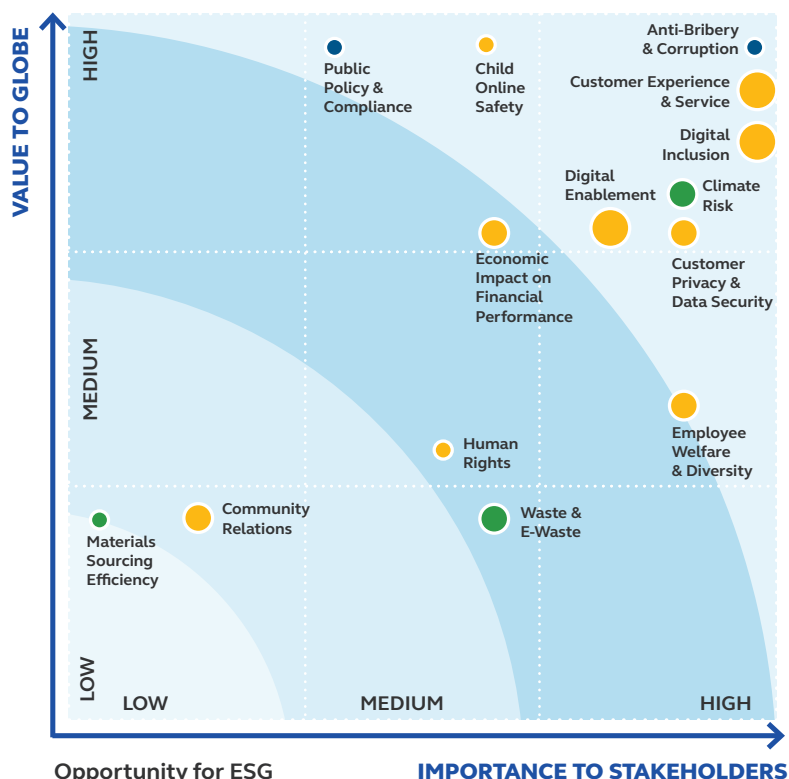 VALUE TO GLOBE
HIGH
MEDIUM
LOW
Public
Policy &
Compliance
Child
Online
Safety
Anti-Bribery
& Corruption
Customer Experience
& Service
Digital
Inclusion
Digital
Enablement
Climate
Risk
Customer
Privacy &
Data Security
Economic
Impact on
Financial
Performance
Employee
Welfare
& Diversity
Human
Rights
Community
Relations
Waste &
E-Waste
Materials
Sourcing
Efficiency
LOW
MEDIUM
HIGH
Opportunity for ESG
IMPORTANCE TO STAKEHOLDERS